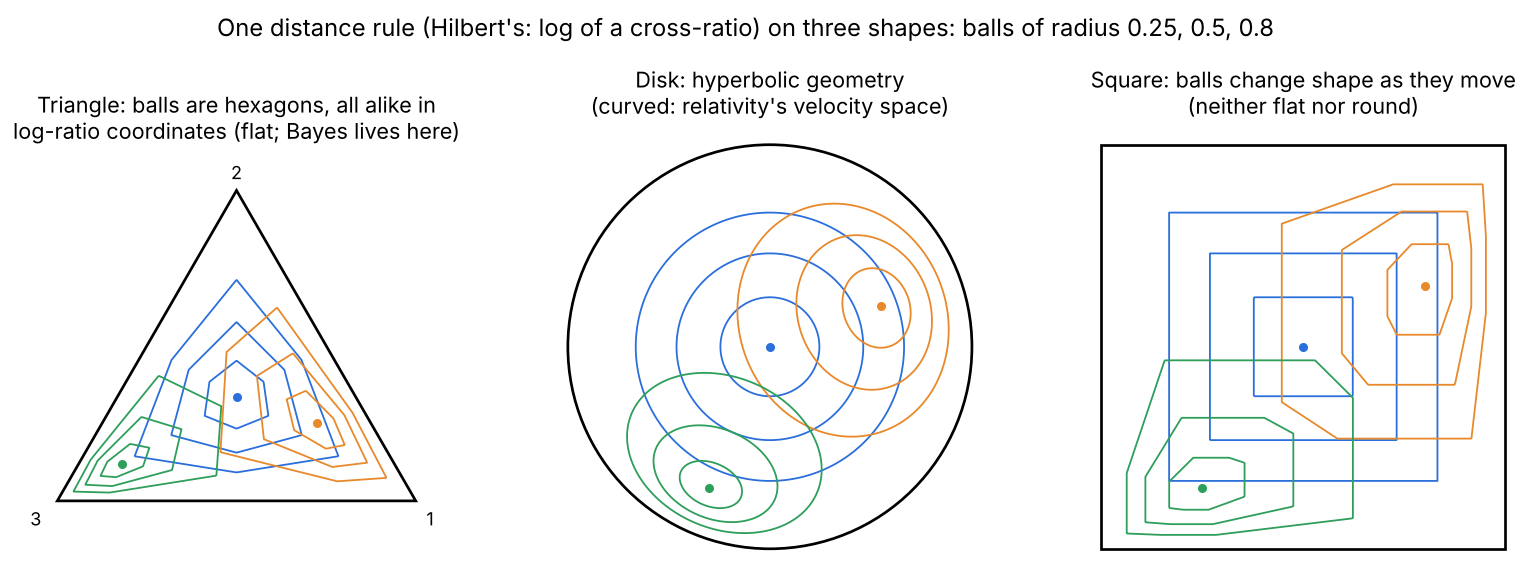 One distance rule (Hilbert's: log of a cross-ratio) on three shapes: balls of radius 0.25, 0.5, 0.8
Triangle: balls are hexagons, all alike in
log-ratio coordinates (flat; Bayes lives here)
2
3
1
Disk: hyperbolic geometry
(curved: relativity's velocity space)
Square: balls change shape as they move
(neither flat nor round)